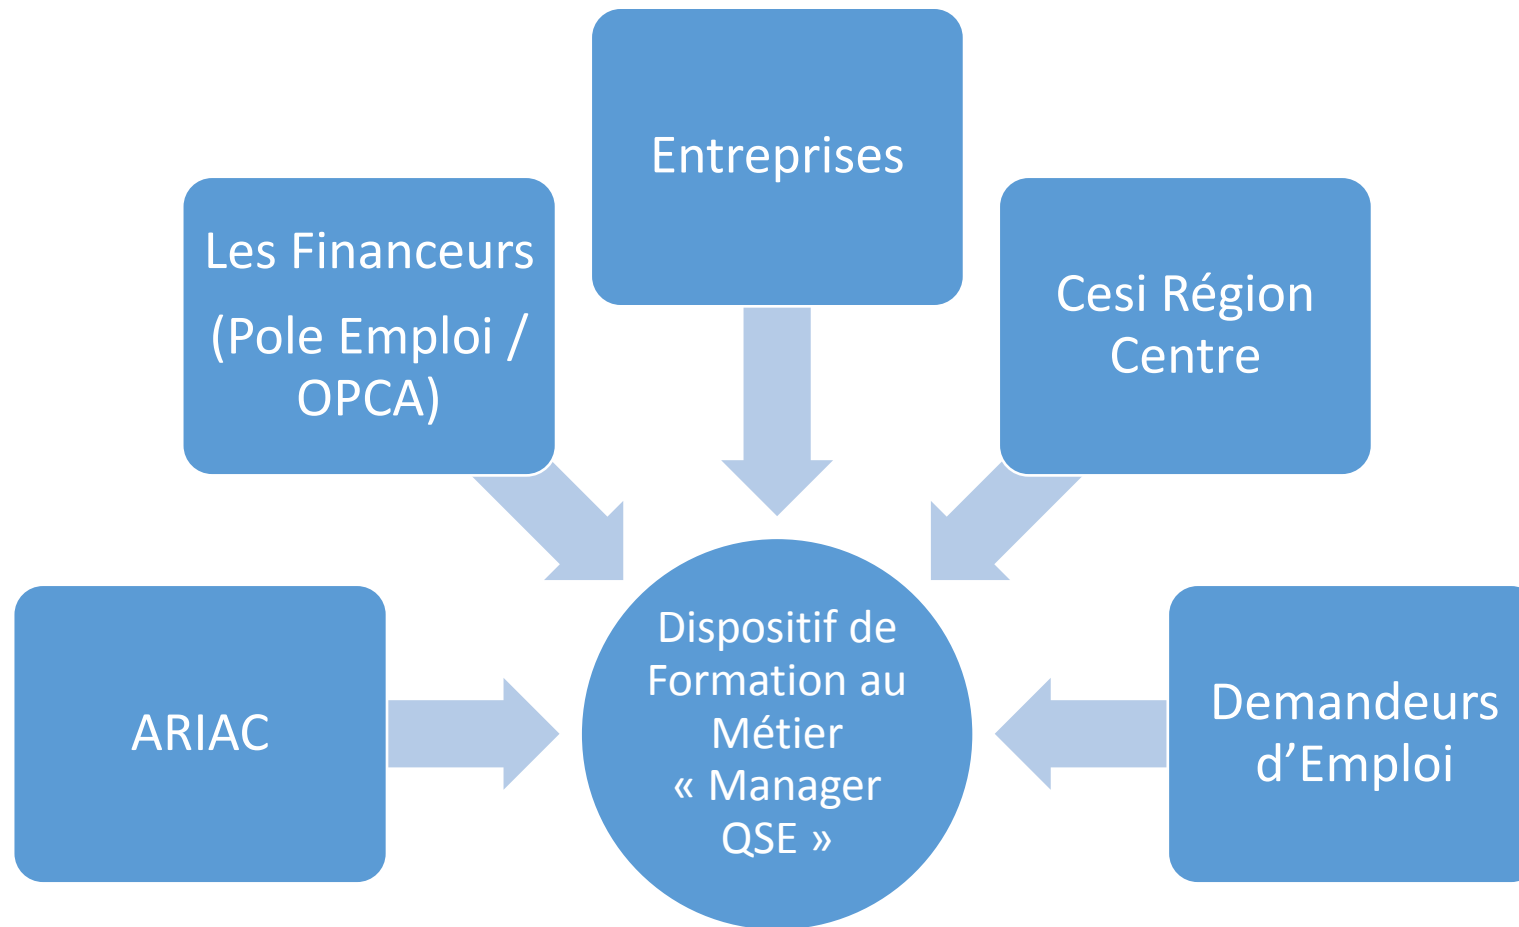 Entreprises
Les Financeurs
(Pole Emploi /
OPCA)
Cesi Région
Centre
ARIAC
Dispositif de
Formation au
Métier
« Manager
QSE »
Demandeurs
d’Emploi